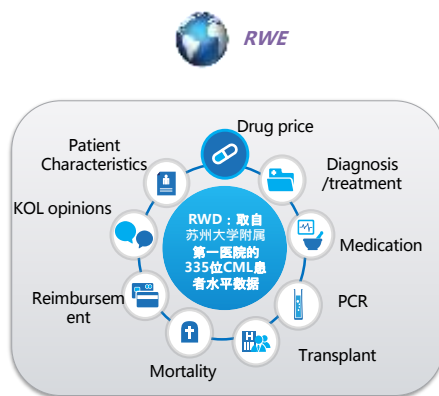 RWE
Drug price
Patient
Characteristics
Diagnosis
/treatment
KOL opinions
RWD：取自
苏州大学附属
第一医院的
335位CML患
者水平数据
Medication
Reimbursem
ent
PCR
Mortality
Transplant